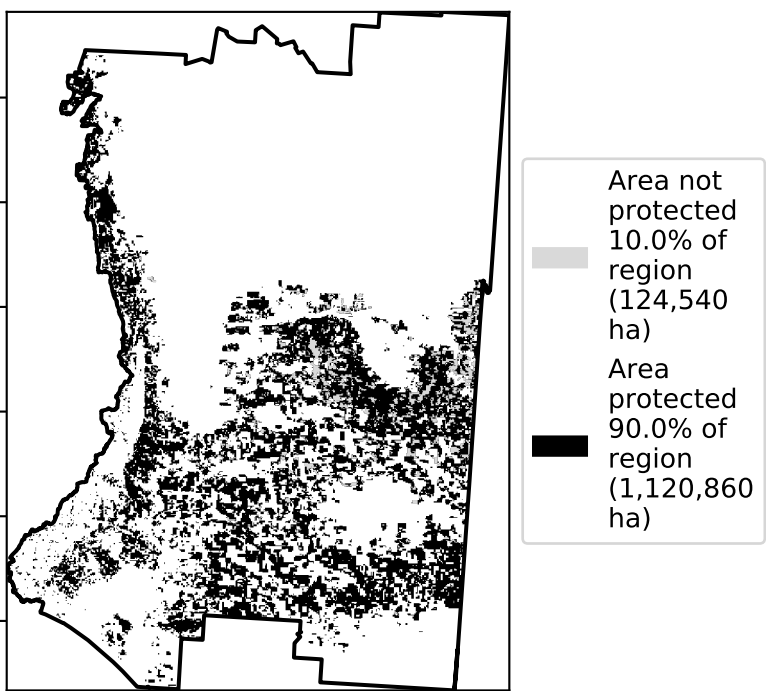 Area not
protected
10.0% of
region
(124,540
ha)
Area
protected
90.0% of
region
(1,120,860
ha)